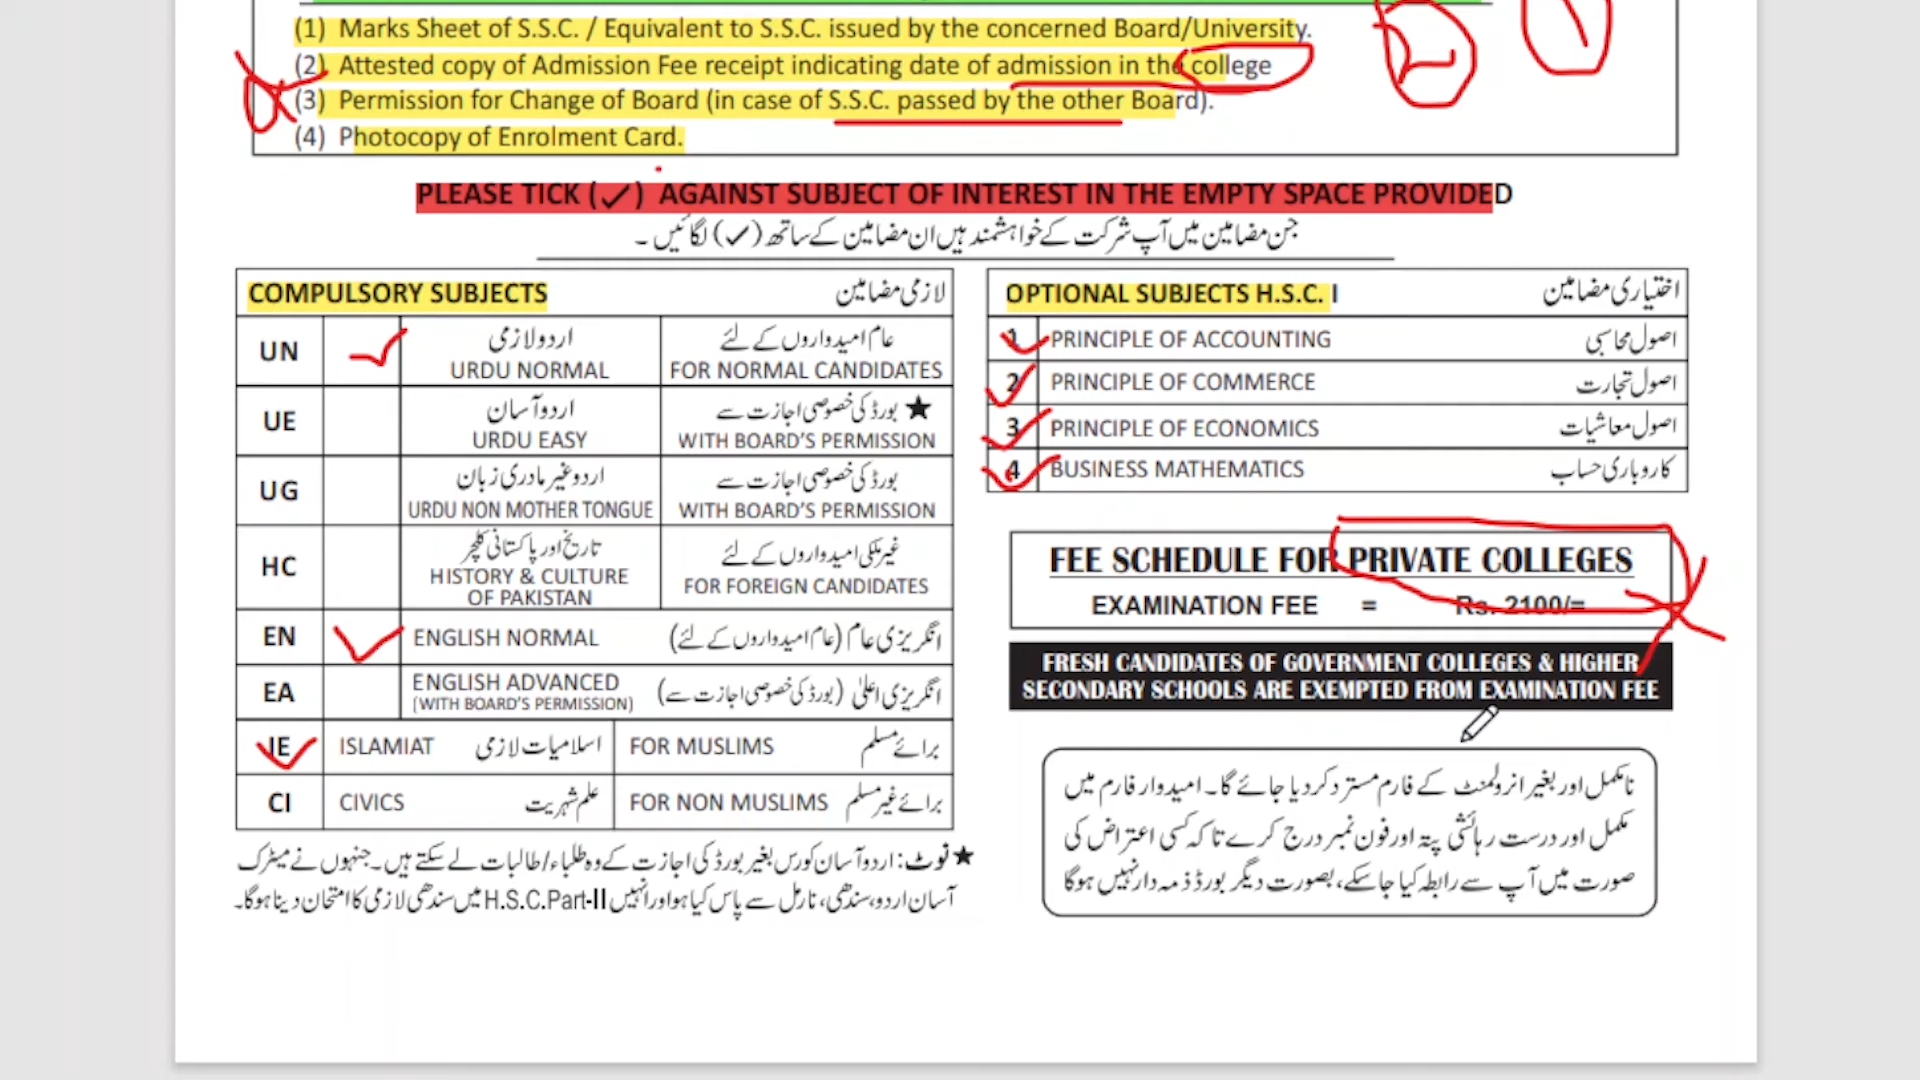 (1) Marks Sheet of S.S.C. / Equivalent to S.S.C. issued by the concerned Board/University.
(2) Attested copy of Admission Fee receipt indicating date of admission in the college
(3) Permission for Change of Board (in case of S.S.C. passed by the other Board).
(4) Photocopy of Enrolment Card.
PLEASE TICK (✓) AGAINST SUBJECT OF INTEREST IN THE EMPTY SPACE PROVIDED
جن مضامین میں آپ شرکت کے خواہشمند ہیں ان مضامین کے ساتھ (✓) لگائیں ۔
COMPULSORY SUBJECTS لازمی مضامین
UN اردو لازمی عام امیدواروں کے لئے
URDU NORMAL FOR NORMAL CANDIDATES
UE اردو آسان بورڈ کی خصوصی اجازت سے ★
URDU EASY WITH BOARD'S PERMISSION
UG اردو غیر مادری زبان بورڈ کی خصوصی اجازت سے
URDU NON MOTHER TONGUE WITH BOARD'S PERMISSION
HC تاریخ اور پاکستانی کلچر غیر ملکی امیدواروں کے لئے
HISTORY & CULTURE OF PAKISTAN FOR FOREIGN CANDIDATES
EN ENGLISH NORMAL انگریزی عام (عام امیدواروں کے لئے)
EA ENGLISH ADVANCED انگریزی اعلیٰ (بورڈ کی خصوصی اجازت سے)
(WITH BOARD'S PERMISSION)
IE ISLAMIAT اسلامیات لازمی FOR MUSLIMS برائے مسلم
CI CIVICS علم شہریت FOR NON MUSLIMS برائے غیر مسلم
★ نوٹ : اردو آسان کورس بغیر بورڈ کی اجازت کے وہ طلباء/طالبات لے سکتے ہیں۔ جنہوں نے میٹرک
آسان اردو، سندھی، نارمل سے پاس کیا ہو اور انہیں H.S.C.Part-II میں سندھی لازمی کا امتحان دینا ہوگا۔
OPTIONAL SUBJECTS H.S.C. I اختیاری مضامین
1 PRINCIPLE OF ACCOUNTING اصول محاسبی
2 PRINCIPLE OF COMMERCE اصول تجارت
3 PRINCIPLE OF ECONOMICS اصول معاشیات
4 BUSINESS MATHEMATICS کاروباری حساب
FEE SCHEDULE FOR PRIVATE COLLEGES
EXAMINATION FEE = Rs. 2100/=
FRESH CANDIDATES OF GOVERNMENT COLLEGES & HIGHER
SECONDARY SCHOOLS ARE EXEMPTED FROM EXAMINATION FEE
نامکمل اور بغیر انرولمنٹ کے فارم مسترد کردیا جائے گا۔ امیدوار فارم میں
مکمل اور درست رہائشی پتہ اور فون نمبر درج کرے تاکہ کسی اعتراض کی
صورت میں آپ سے رابطہ کیا جا سکے، بصورت دیگر بورڈ ذمہ دار نہیں ہوگا